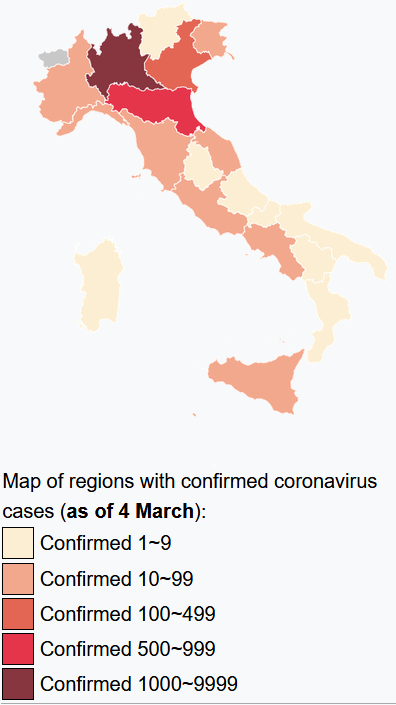 Map of regions with confirmed coronavirus
cases (as of 4 March):
Confirmed 1~9
Confirmed 10~99
Confirmed 100~499
Confirmed 500~999
Confirmed 1000~9999